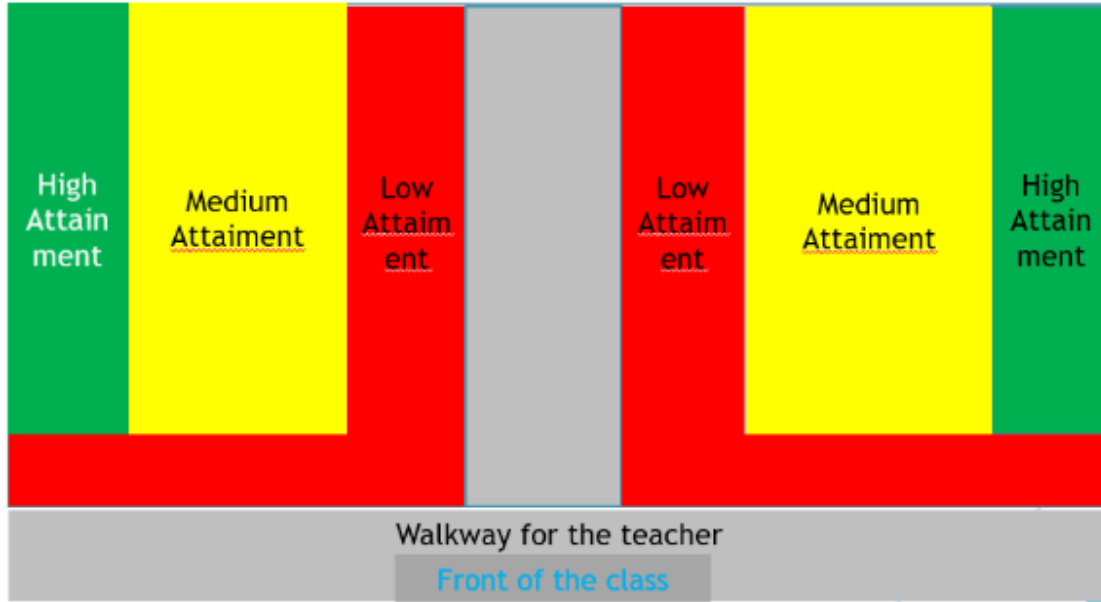 High
Attain
ment
Medium
Attaiment
Low
Attaim
ent
Low
Attaim
ent
Medium
Attaiment
High
Attain
ment
Walkway for the teacher
Front of the class